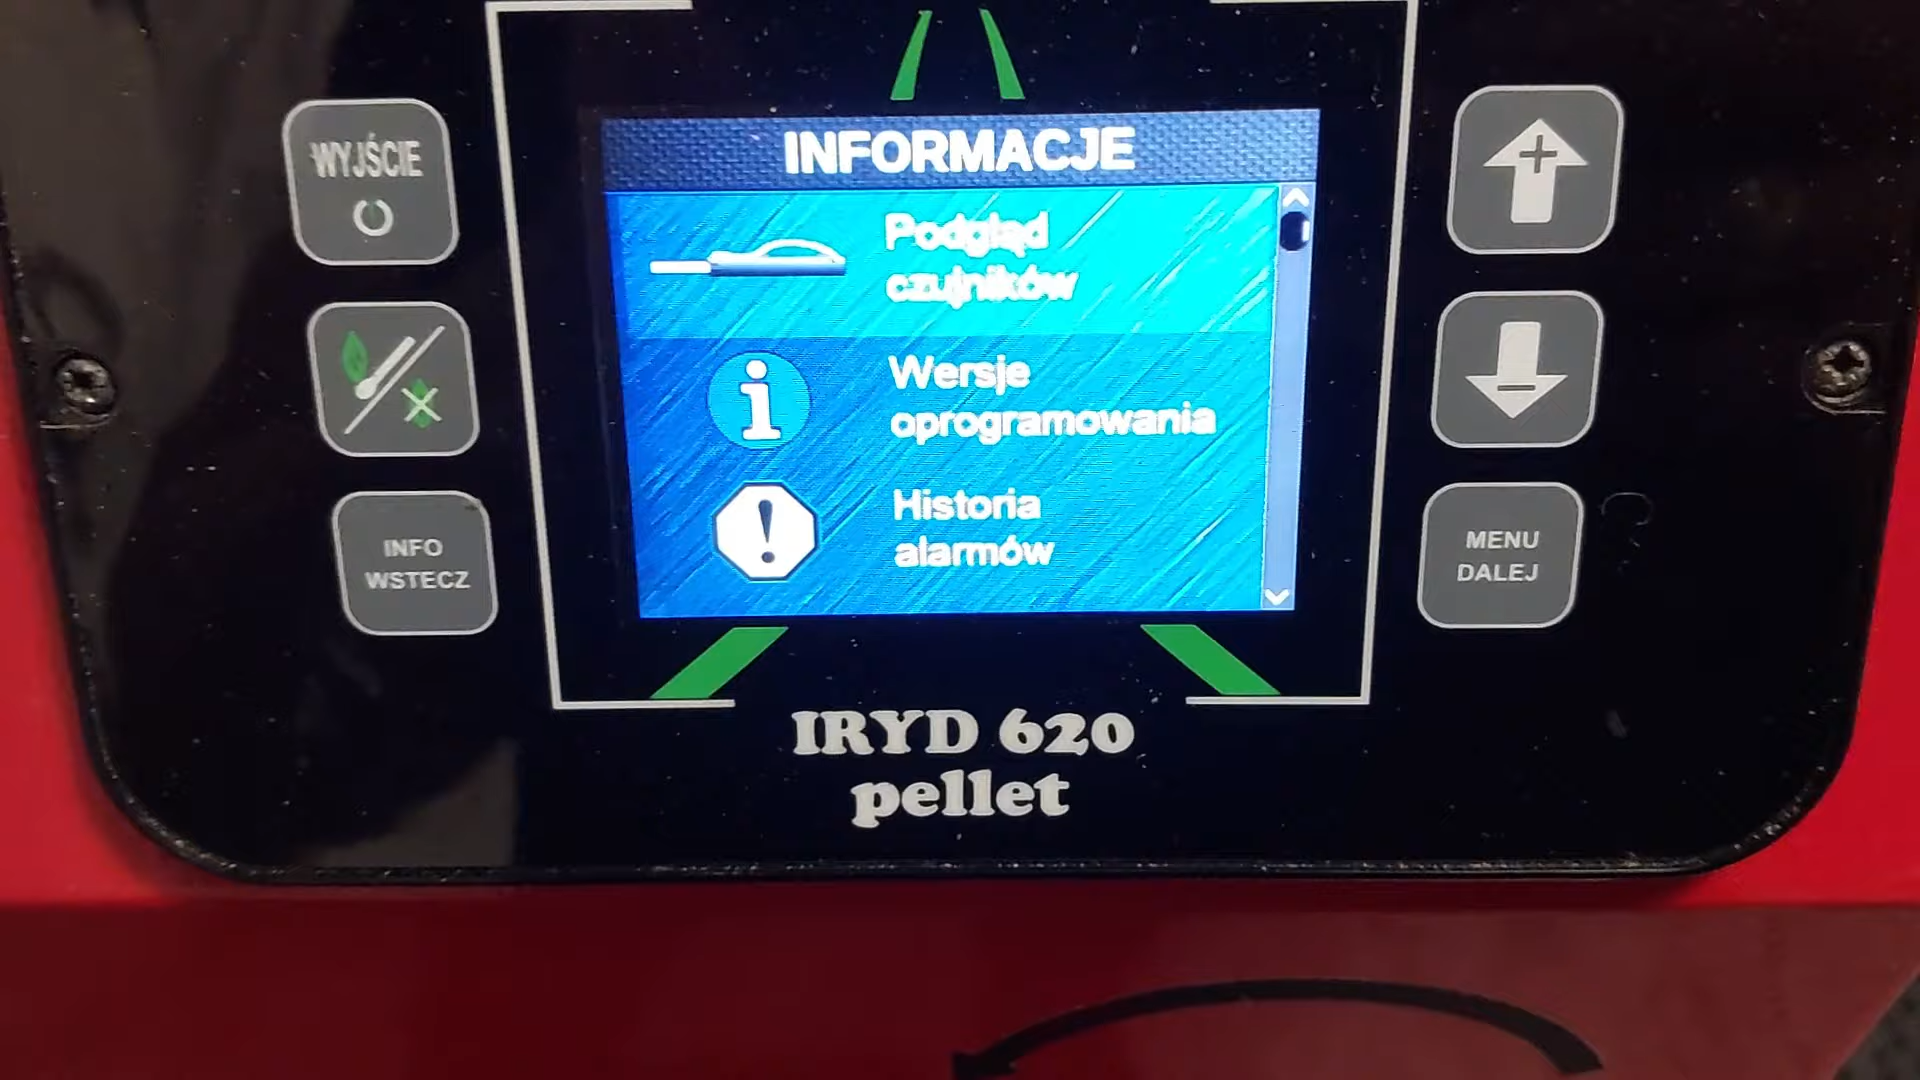 INFORMACJE
WYJŚCIE
Podgląd
czujników
Wersje
oprogramowania
Historia
alarmów
INFO
WSTECZ
MENU
DALEJ
IRYD 620
pellet